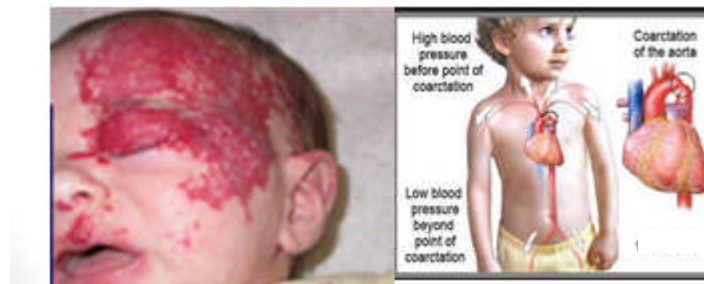 High blood
pressure
before point of
coarctation
Coarctation
of the aorta
Low blood
pressure
beyond
point of
coarctation